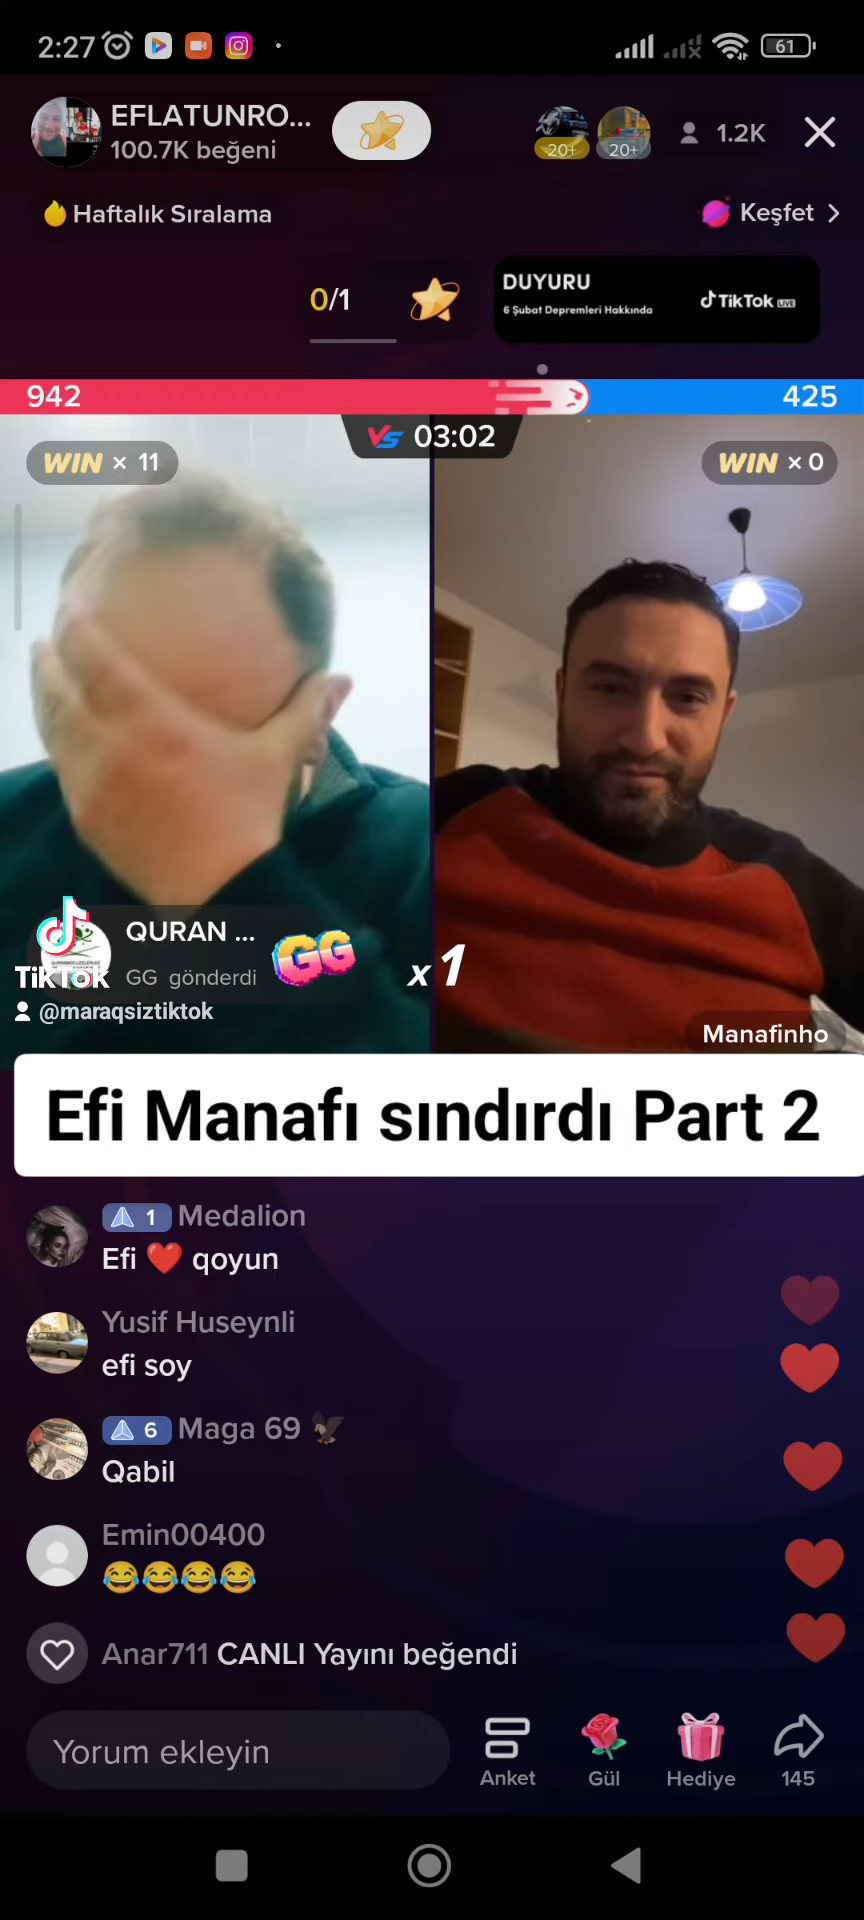 2:27
61
EFLATUNRO...
100.7K beğeni
20+
20+
1.2K
Haftalık Sıralama
Keşfet
0/1
DUYURU
6 Şubat Depremleri Hakkında
TikTok LIVE
942
425
VS 03:02
WIN × 11
WIN × 0
QURAN ...
GG gönderdi
GG
x1
TikTok
@maraqsiztiktok
Manafinho
Efi Manafı sındırdı Part 2
1 Medalion
Efi ❤️ qoyun
Yusif Huseynli
efi soy
6 Maga 69 🦅
Qabil
Emin00400
😂😂😂😂
Anar711 CANLI Yayını beğendi
Yorum ekleyin
Anket
Gül
Hediye
145